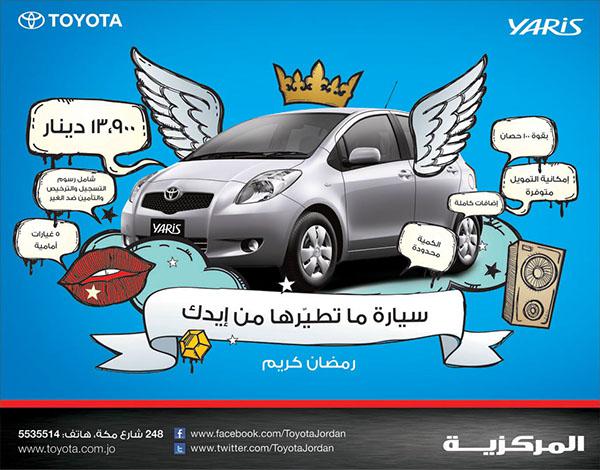 TOYOTA
YARiS
١٣،٩٠٠ دينار
شامل رسوم
التسجيل والترخيص
والتأمين ضد الغير
٥ غيارات
أمامية
بقوة ١٠٠ حصان
إمكانية التمويل
متوفرة
إضافات كاملة
الكمية
محدودة
YARiS
سيارة ما تطيّرها من إيدك
رمضان كريم
248 شارع مكة، هاتف: 5535514
www.toyota.com.jo
www.facebook.com/ToyotaJordan
www.twitter.com/ToyotaJordan
المركزية